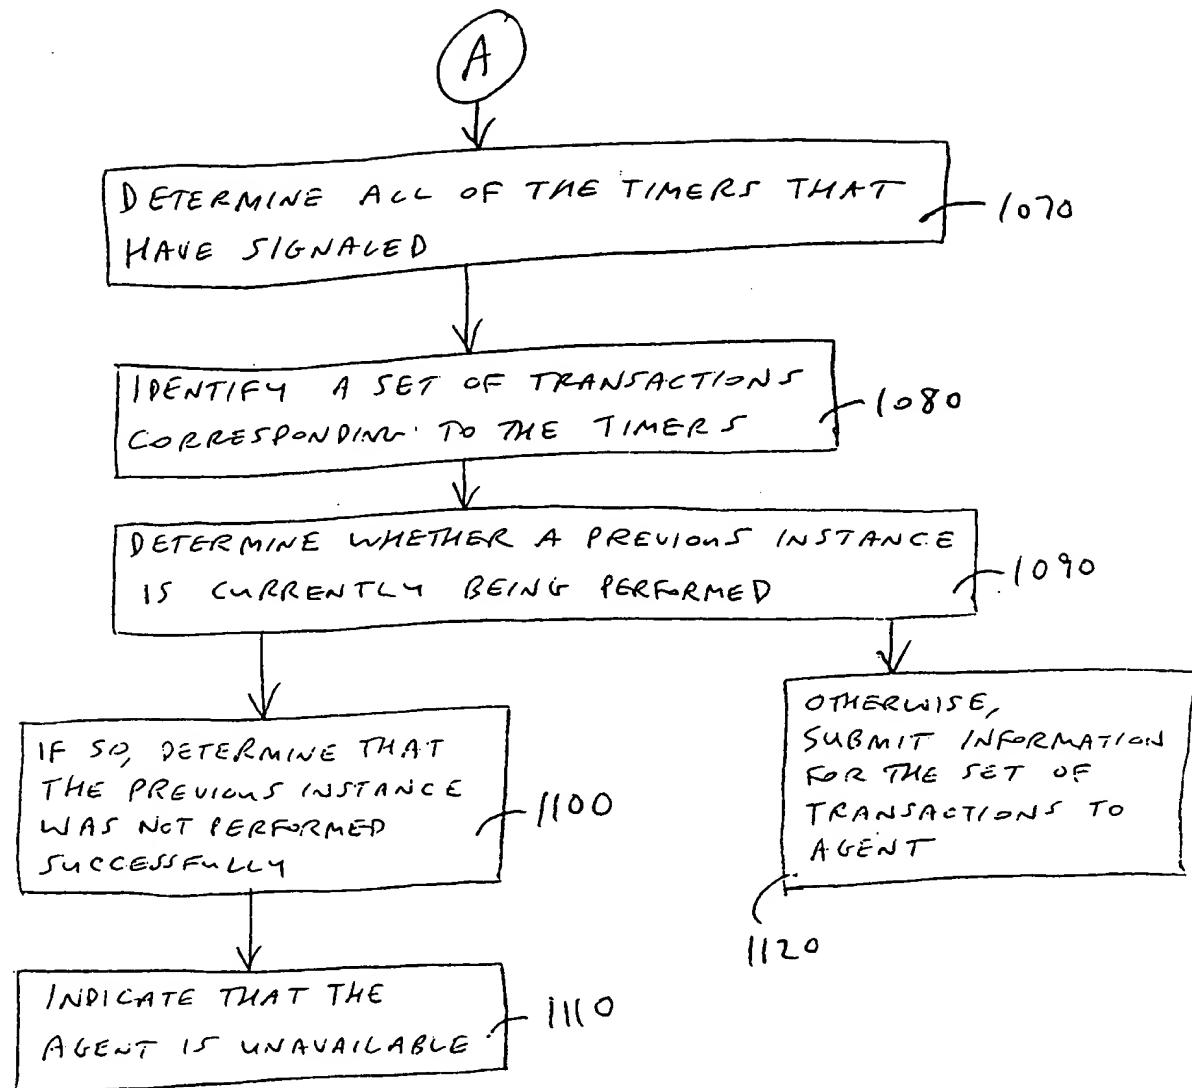 A
DETERMINE ALL OF THE TIMERS THAT
HAVE SIGNALED
1070
IDENTIFY A SET OF TRANSACTIONS
CORRESPONDING TO THE TIMERS
1080
DETERMINE WHETHER A PREVIOUS INSTANCE
IS CURRENTLY BEING PERFORMED
1090
IF SO, DETERMINE THAT
THE PREVIOUS INSTANCE
WAS NOT PERFORMED
SUCCESSFULLY
1100
OTHERWISE,
SUBMIT INFORMATION
FOR THE SET OF
TRANSACTIONS TO
AGENT
1120
INDICATE THAT THE
AGENT IS UNAVAILABLE
1110